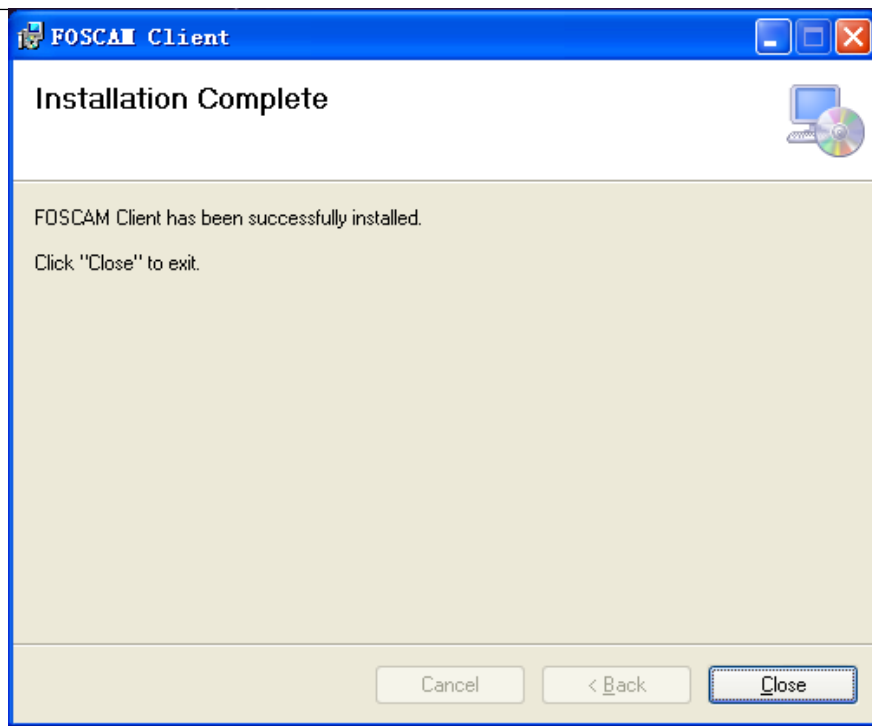 FOSCAM Client
Installation Complete
FOSCAM Client has been successfully installed.
Click "Close" to exit.
Cancel
< Back
Close